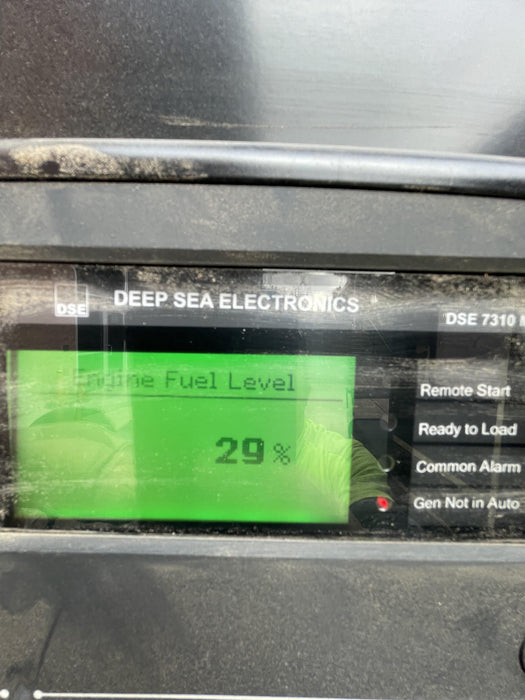 DSE
DEEP SEA ELECTRONICS
DSE 7310
Engine Fuel Level
29 %
Remote Start
Ready to Load
Common Alarm
Gen Not in Auto